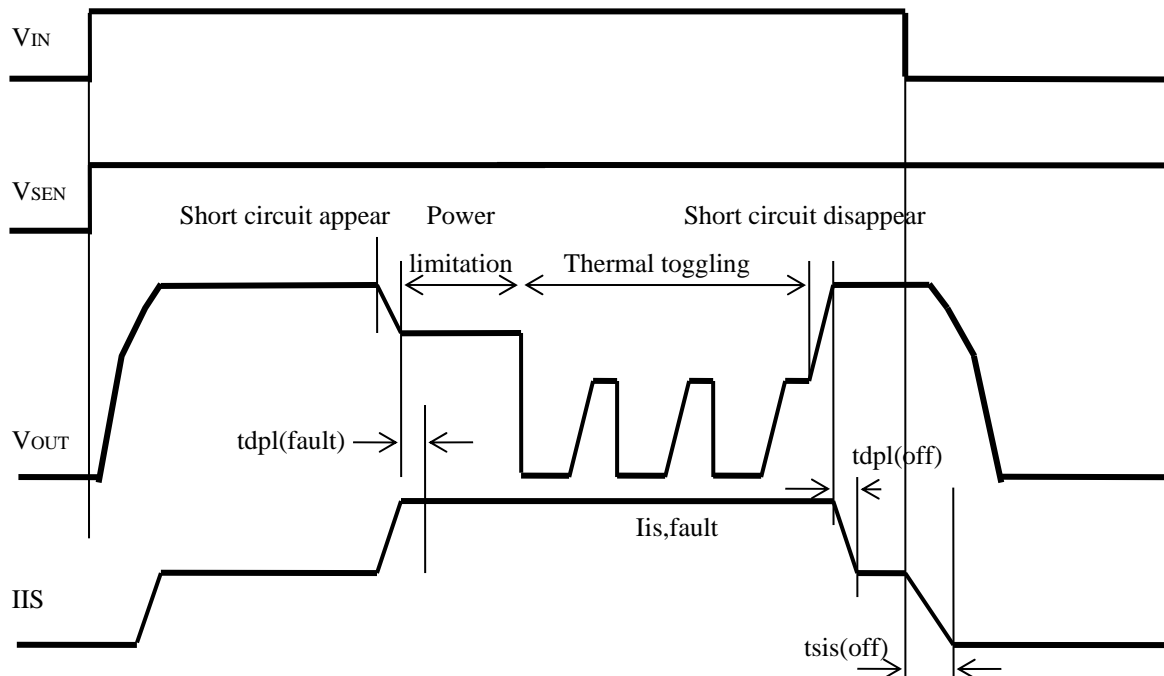 VIN
VSEN
Short circuit appear Power Short circuit disappear
limitation Thermal toggling
VOUT tdpl(fault) tdpl(off)
Iis,fault
IIS
tsis(off)